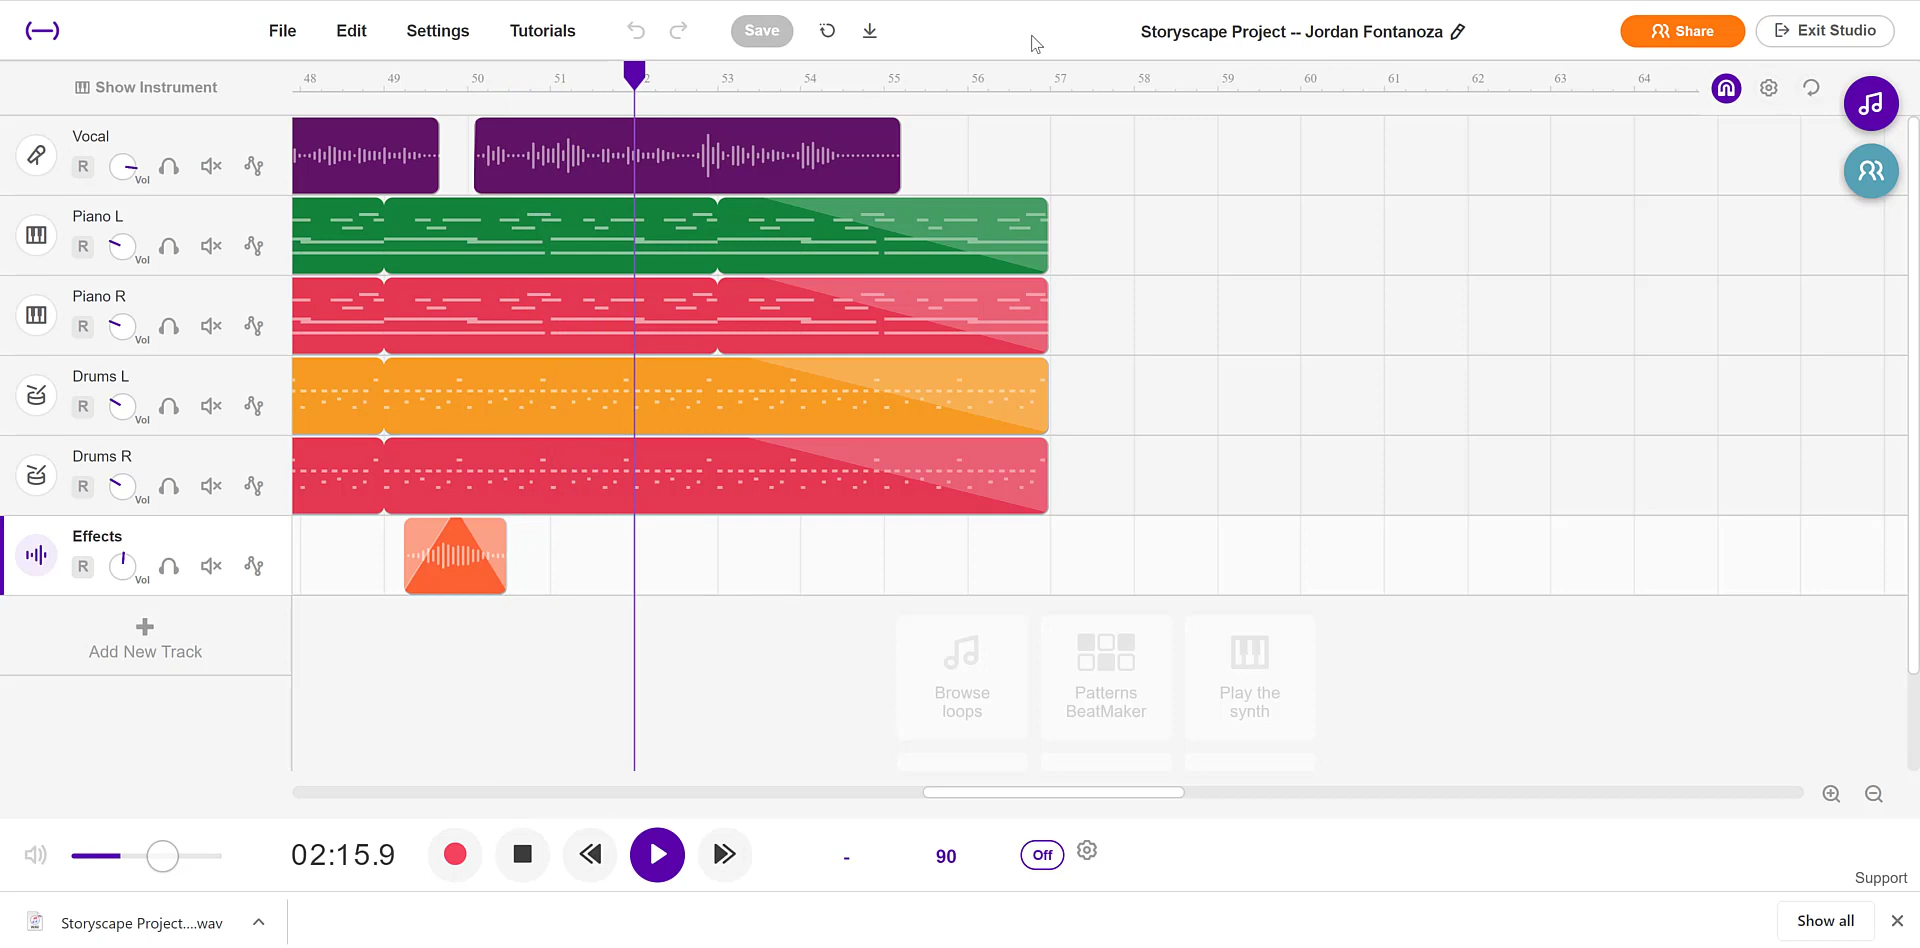 File Edit Settings Tutorials Save Storyscape Project -- Jordan Fontanoza Share Exit Studio
Show Instrument
48 49 50 51 2 53 54 55 56 57 58 59 60 61 62 63 64
Vocal
R Vol
Piano L
R Vol
Piano R
R Vol
Drums L
R Vol
Drums R
R Vol
Effects
R Vol
Add New Track
Browse
loops
Patterns
BeatMaker
Play the
synth
02:15.9 - 90 Off
Support
Storyscape Project....wav Show all